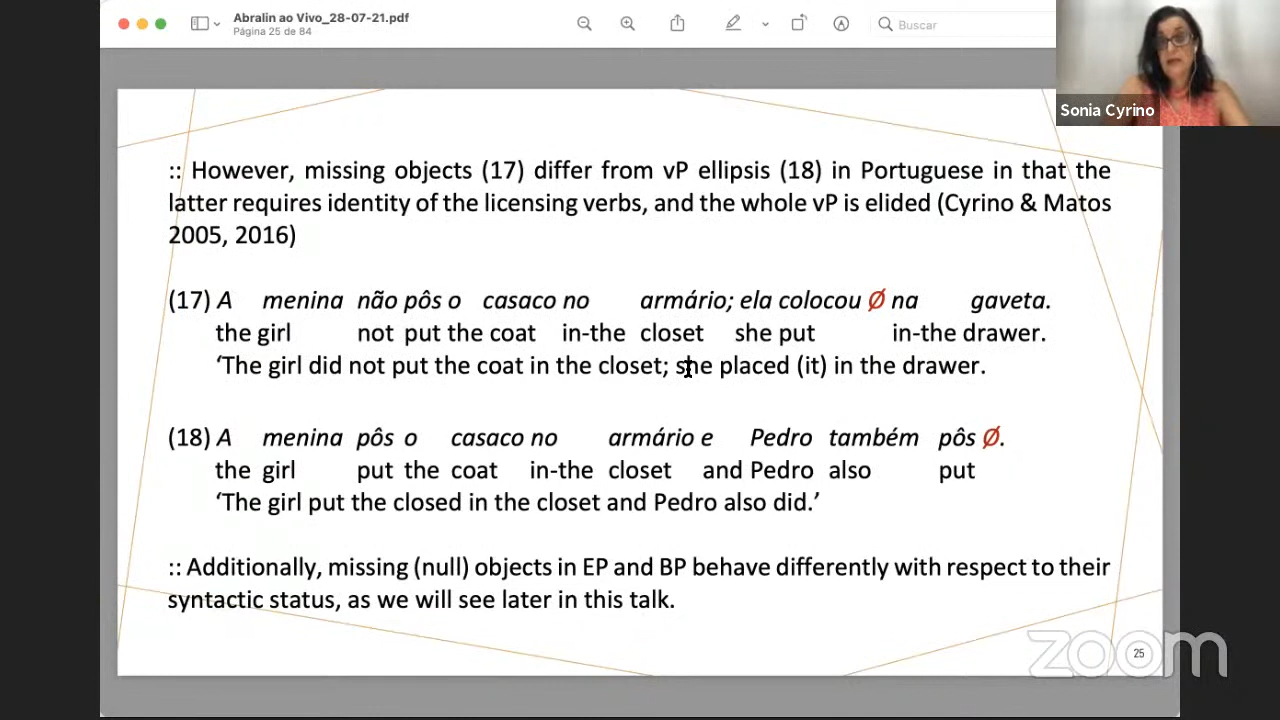 Abralin ao Vivo_28-07-21.pdf
Página 25 de 84
Buscar
Sonia Cyrino
:: However, missing objects (17) differ from vP ellipsis (18) in Portuguese in that the
latter requires identity of the licensing verbs, and the whole vP is elided (Cyrino & Matos
2005, 2016)
(17) A menina não pôs o casaco no armário; ela colocou Ø na gaveta.
the girl not put the coat in-the closet she put in-the drawer.
‘The girl did not put the coat in the closet; she placed (it) in the drawer.
(18) A menina pôs o casaco no armário e Pedro também pôs Ø.
the girl put the coat in-the closet and Pedro also put
‘The girl put the closed in the closet and Pedro also did.’
:: Additionally, missing (null) objects in EP and BP behave differently with respect to their
syntactic status, as we will see later in this talk.
zoom
25